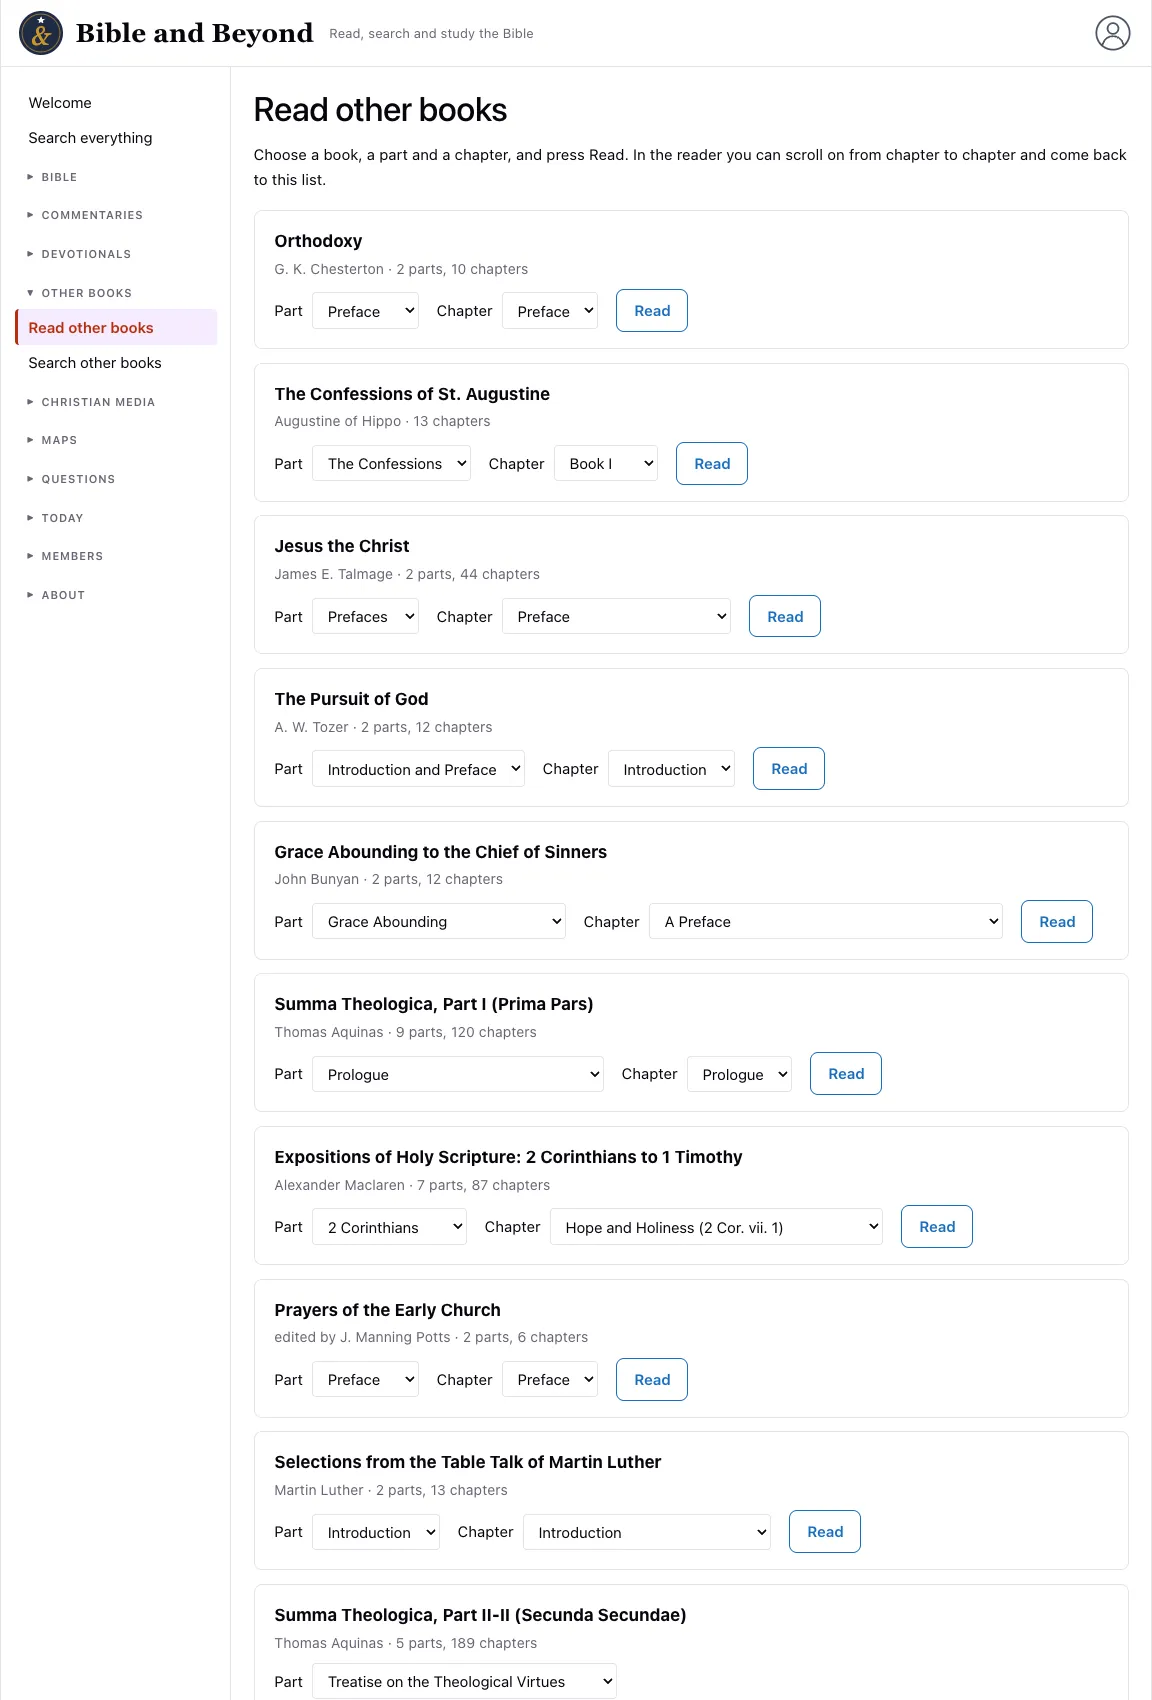 &
Bible and Beyond
Read, search and study the Bible
Welcome
Search everything
BIBLE
COMMENTARIES
DEVOTIONALS
OTHER BOOKS
Read other books
Search other books
CHRISTIAN MEDIA
MAPS
QUESTIONS
TODAY
MEMBERS
ABOUT
Read other books
Choose a book, a part and a chapter, and press Read. In the reader you can scroll on from chapter to chapter and come back
to this list.
Orthodoxy
G. K. Chesterton · 2 parts, 10 chapters
Part Preface Chapter Preface Read
The Confessions of St. Augustine
Augustine of Hippo · 13 chapters
Part The Confessions Chapter Book I Read
Jesus the Christ
James E. Talmage · 2 parts, 44 chapters
Part Prefaces Chapter Preface Read
The Pursuit of God
A. W. Tozer · 2 parts, 12 chapters
Part Introduction and Preface Chapter Introduction Read
Grace Abounding to the Chief of Sinners
John Bunyan · 2 parts, 12 chapters
Part Grace Abounding Chapter A Preface Read
Summa Theologica, Part I (Prima Pars)
Thomas Aquinas · 9 parts, 120 chapters
Part Prologue Chapter Prologue Read
Expositions of Holy Scripture: 2 Corinthians to 1 Timothy
Alexander Maclaren · 7 parts, 87 chapters
Part 2 Corinthians Chapter Hope and Holiness (2 Cor. vii. 1) Read
Prayers of the Early Church
edited by J. Manning Potts · 2 parts, 6 chapters
Part Preface Chapter Preface Read
Selections from the Table Talk of Martin Luther
Martin Luther · 2 parts, 13 chapters
Part Introduction Chapter Introduction Read
Summa Theologica, Part II-II (Secunda Secundae)
Thomas Aquinas · 5 parts, 189 chapters
Part Treatise on the Theological Virtues